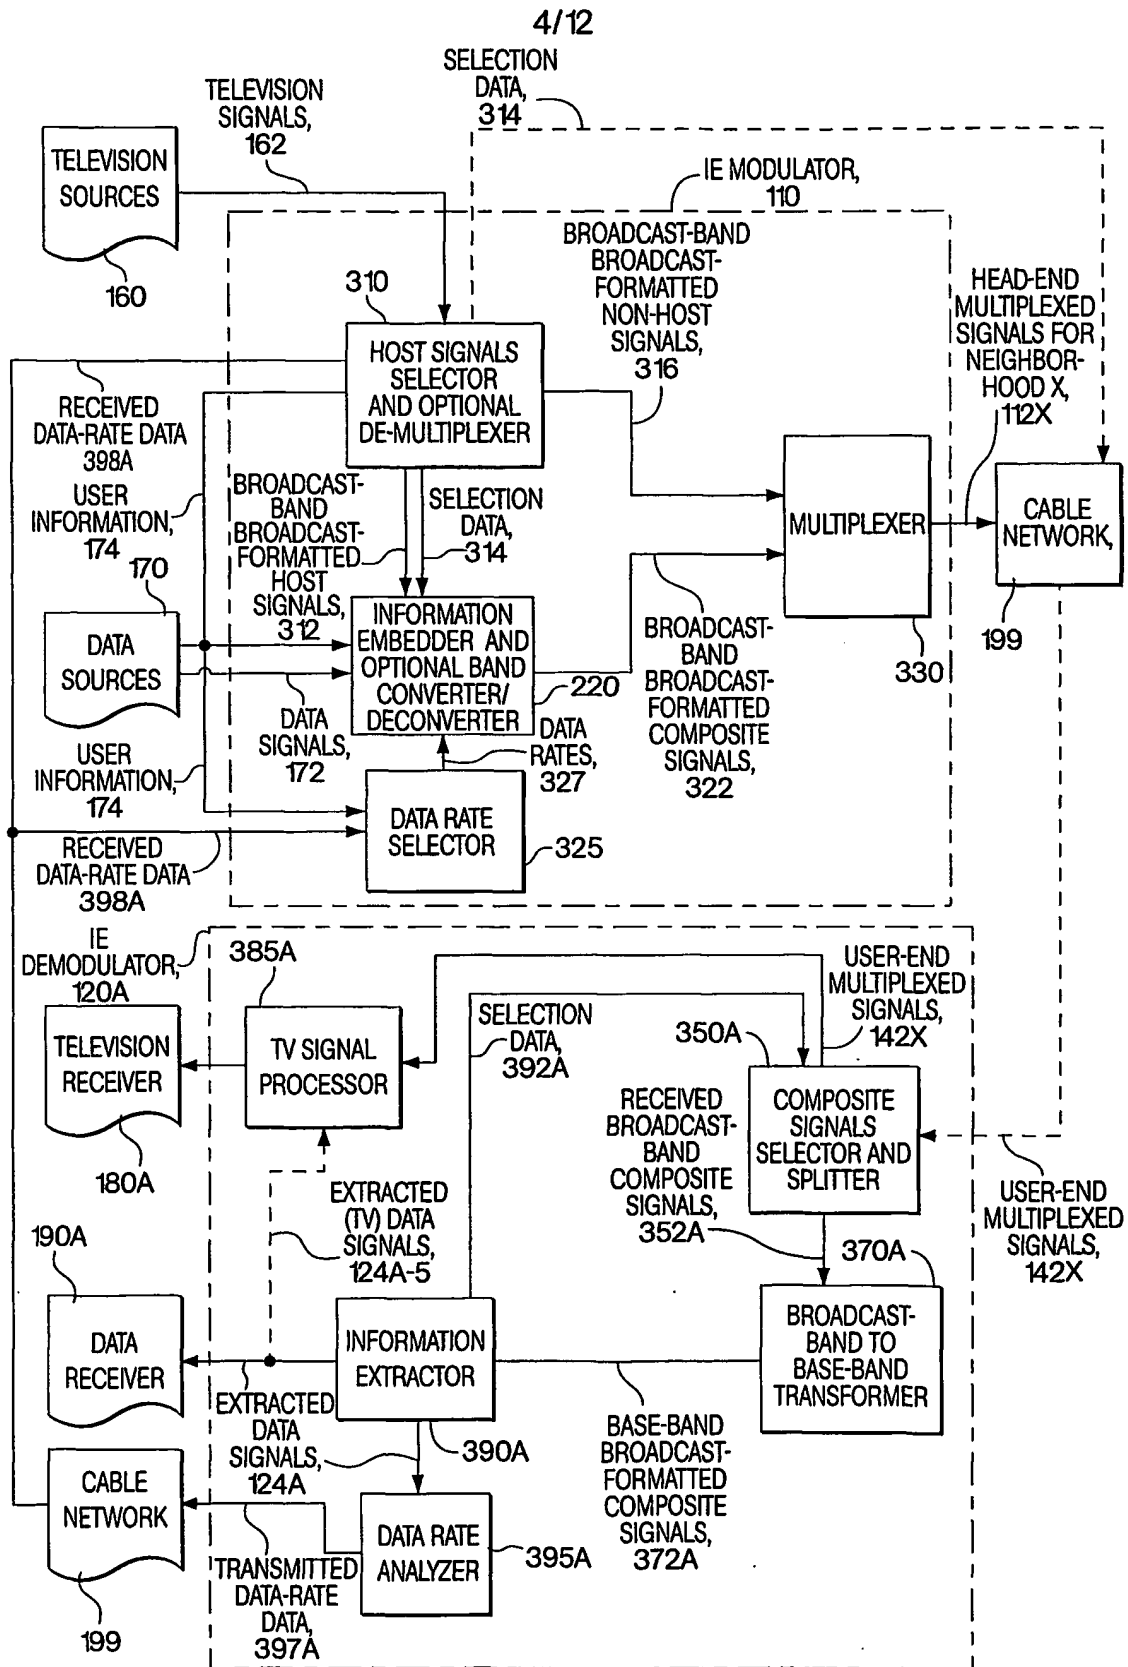 4/12
SELECTION
DATA,
314
TELEVISION
SIGNALS,
162
TELEVISION
SOURCES
160
IE MODULATOR,
110
310
BROADCAST-BAND
BROADCAST-
FORMATTED
NON-HOST
SIGNALS,
316
HEAD-END
MULTIPLEXED
SIGNALS FOR
NEIGHBOR-
HOOD X,
112X
HOST SIGNALS
SELECTOR
AND OPTIONAL
DE-MULTIPLEXER
RECEIVED
DATA-RATE DATA
398A
USER
INFORMATION,
174
BROADCAST-
BAND
BROADCAST-
FORMATTED
HOST
SIGNALS,
312
SELECTION
DATA,
314
MULTIPLEXER
330
CABLE
NETWORK,
199
170
DATA
SOURCES
INFORMATION
EMBEDDER AND
OPTIONAL BAND
CONVERTER/
DECONVERTER
220
BROADCAST-
BAND
BROADCAST-
FORMATTED
COMPOSITE
SIGNALS,
322
DATA
SIGNALS,
172
DATA
RATES,
327
USER
INFORMATION,
174
DATA RATE
SELECTOR
325
RECEIVED
DATA-RATE DATA
398A
IE
DEMODULATOR,
120A
385A
TELEVISION
RECEIVER
180A
TV SIGNAL
PROCESSOR
SELECTION
DATA,
392A
USER-END
MULTIPLEXED
SIGNALS,
142X
350A
COMPOSITE
SIGNALS
SELECTOR AND
SPLITTER
RECEIVED
BROADCAST-
BAND
COMPOSITE
SIGNALS,
352A
USER-END
MULTIPLEXED
SIGNALS,
142X
EXTRACTED
(TV) DATA
SIGNALS,
124A-5
190A
DATA
RECEIVER
370A
BROADCAST-
BAND TO
BASE-BAND
TRANSFORMER
INFORMATION
EXTRACTOR
390A
EXTRACTED
DATA
SIGNALS,
124A
BASE-BAND
BROADCAST-
FORMATTED
COMPOSITE
SIGNALS,
372A
CABLE
NETWORK
199
DATA RATE
ANALYZER
395A
TRANSMITTED
DATA-RATE
DATA,
397A